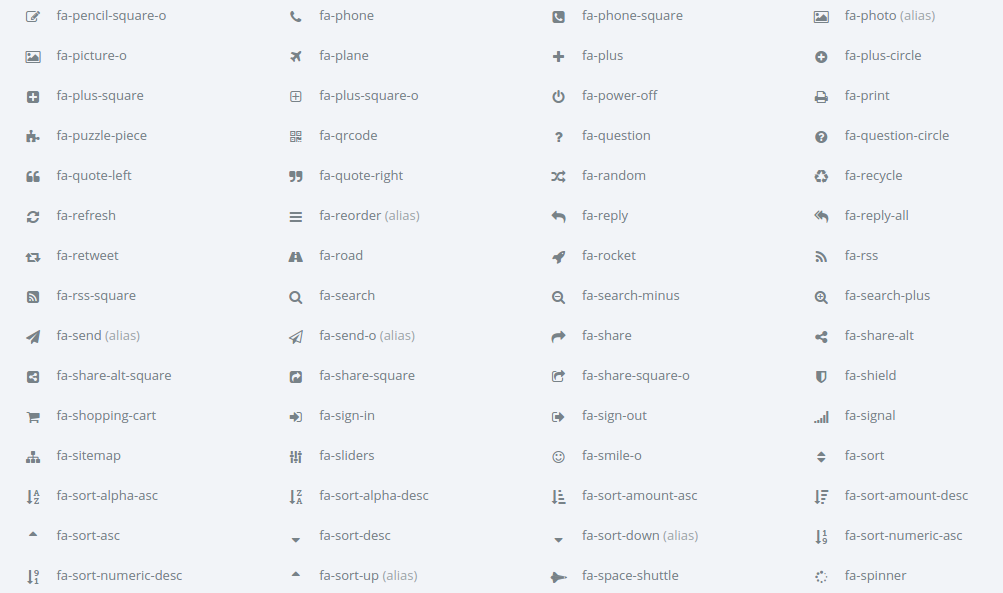 fa-pencil-square-o fa-phone fa-phone-square fa-photo (alias)
fa-picture-o fa-plane fa-plus fa-plus-circle
fa-plus-square fa-plus-square-o fa-power-off fa-print
fa-puzzle-piece fa-qrcode fa-question fa-question-circle
fa-quote-left fa-quote-right fa-random fa-recycle
fa-refresh fa-reorder (alias) fa-reply fa-reply-all
fa-retweet fa-road fa-rocket fa-rss
fa-rss-square fa-search fa-search-minus fa-search-plus
fa-send (alias) fa-send-o (alias) fa-share fa-share-alt
fa-share-alt-square fa-share-square fa-share-square-o fa-shield
fa-shopping-cart fa-sign-in fa-sign-out fa-signal
fa-sitemap fa-sliders fa-smile-o fa-sort
fa-sort-alpha-asc fa-sort-alpha-desc fa-sort-amount-asc fa-sort-amount-desc
fa-sort-asc fa-sort-desc fa-sort-down (alias) fa-sort-numeric-asc
fa-sort-numeric-desc fa-sort-up (alias) fa-space-shuttle fa-spinner